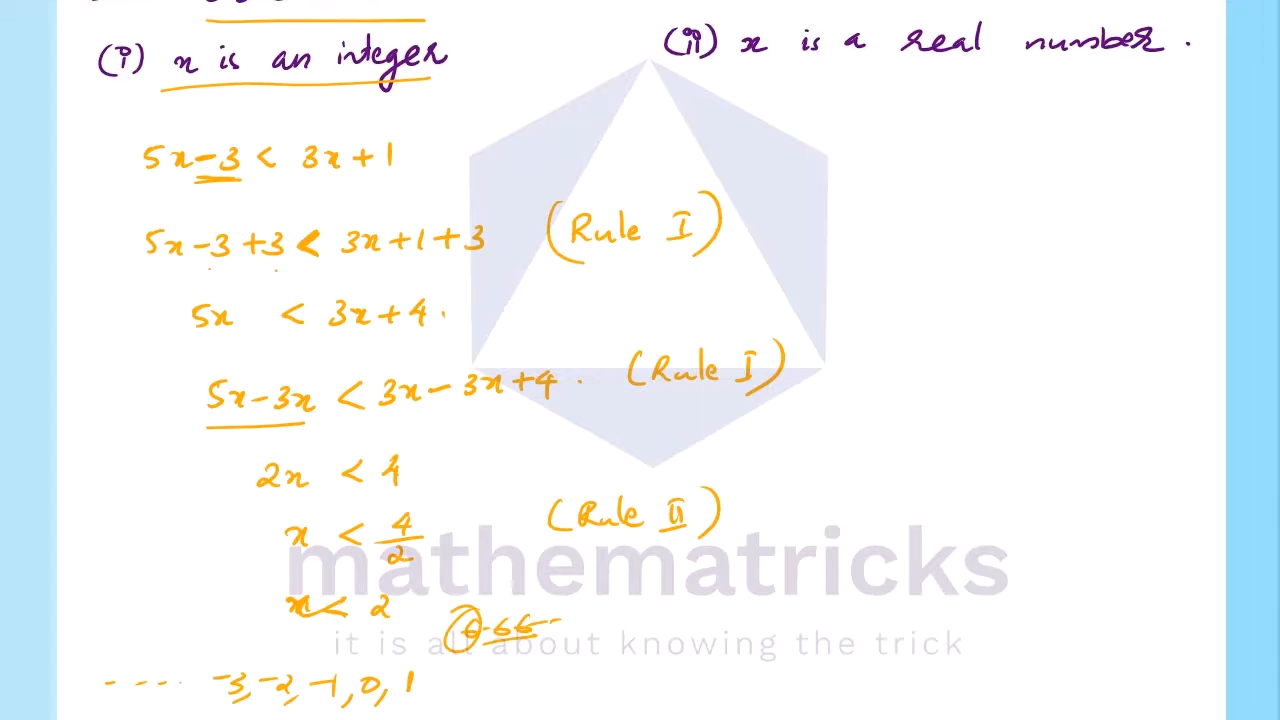 (i) x is an integer
(ii) x is a real number.
5x-3 < 3x+1
5x-3+3 < 3x+1+3 (Rule I)
5x < 3x+4.
5x-3x < 3x-3x+4. (Rule I)
2x < 4
x < 4/2 (Rule II)
mathematricks
x < 2
it is all about knowing the trick
---- -3, -2, -1, 0, 1